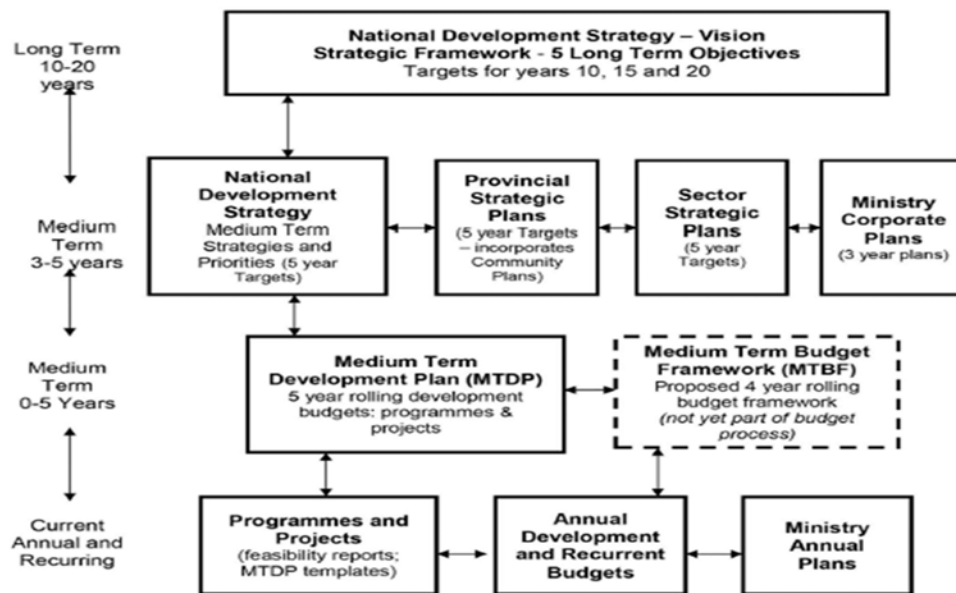 Long Term
10-20
years
National Development Strategy – Vision
Strategic Framework - 5 Long Term Objectives
Targets for years 10, 15 and 20
Medium
Term
3-5 years
National
Development
Strategy
Medium Term
Strategies and
Priorities (5 year
Targets)
Provincial
Strategic
Plans
(5 year Targets
– incorporates
Community
Plans)
Sector
Strategic
Plans
(5 year
Targets)
Ministry
Corporate
Plans
(3 year plans)
Medium
Term
0-5 Years
Medium Term
Development Plan (MTDP)
5 year rolling development
budgets: programmes &
projects
Medium Term Budget
Framework (MTBF)
Proposed 4 year rolling
budget framework
(not yet part of budget
process)
Current
Annual and
Recurring
Programmes and
Projects
(feasibility reports;
MTDP templates)
Annual
Development
and Recurrent
Budgets
Ministry
Annual
Plans